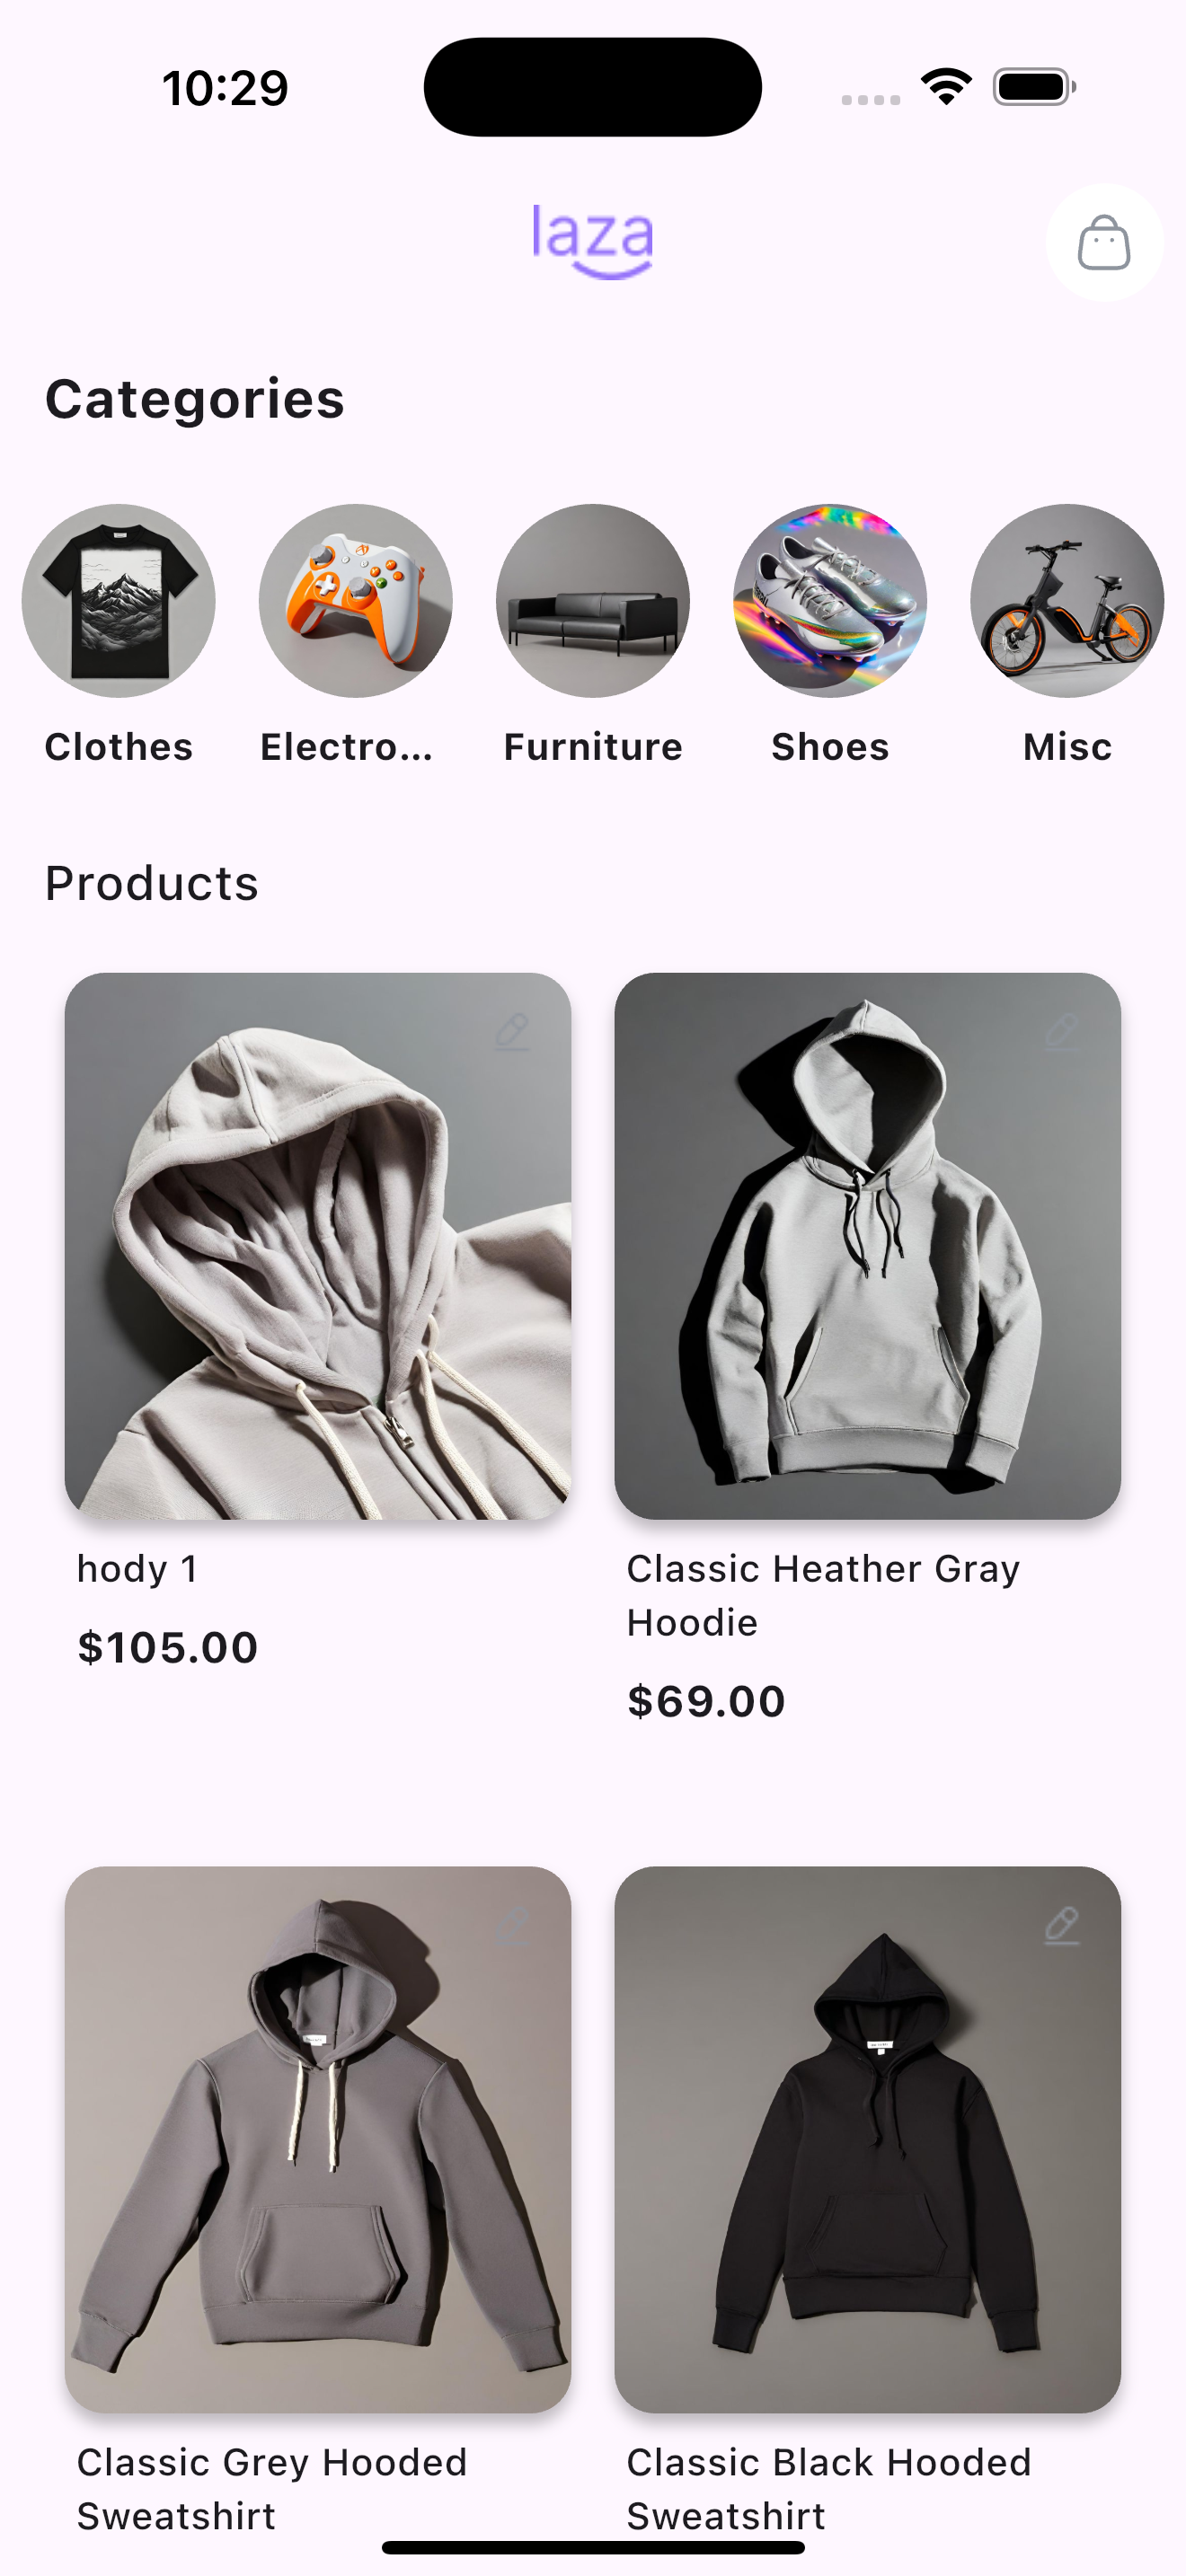 10:29
laza
Categories
Clothes
Electro...
Furniture
Shoes
Misc
Products
hody 1
$105.00
Classic Heather Gray
Hoodie
$69.00
Classic Grey Hooded
Sweatshirt
Classic Black Hooded
Sweatshirt